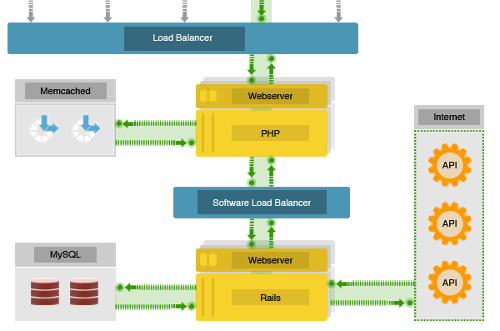 Load Balancer
Memcached
Webserver
PHP
Internet
API
Software Load Balancer
API
MySQL
Webserver
Rails
API